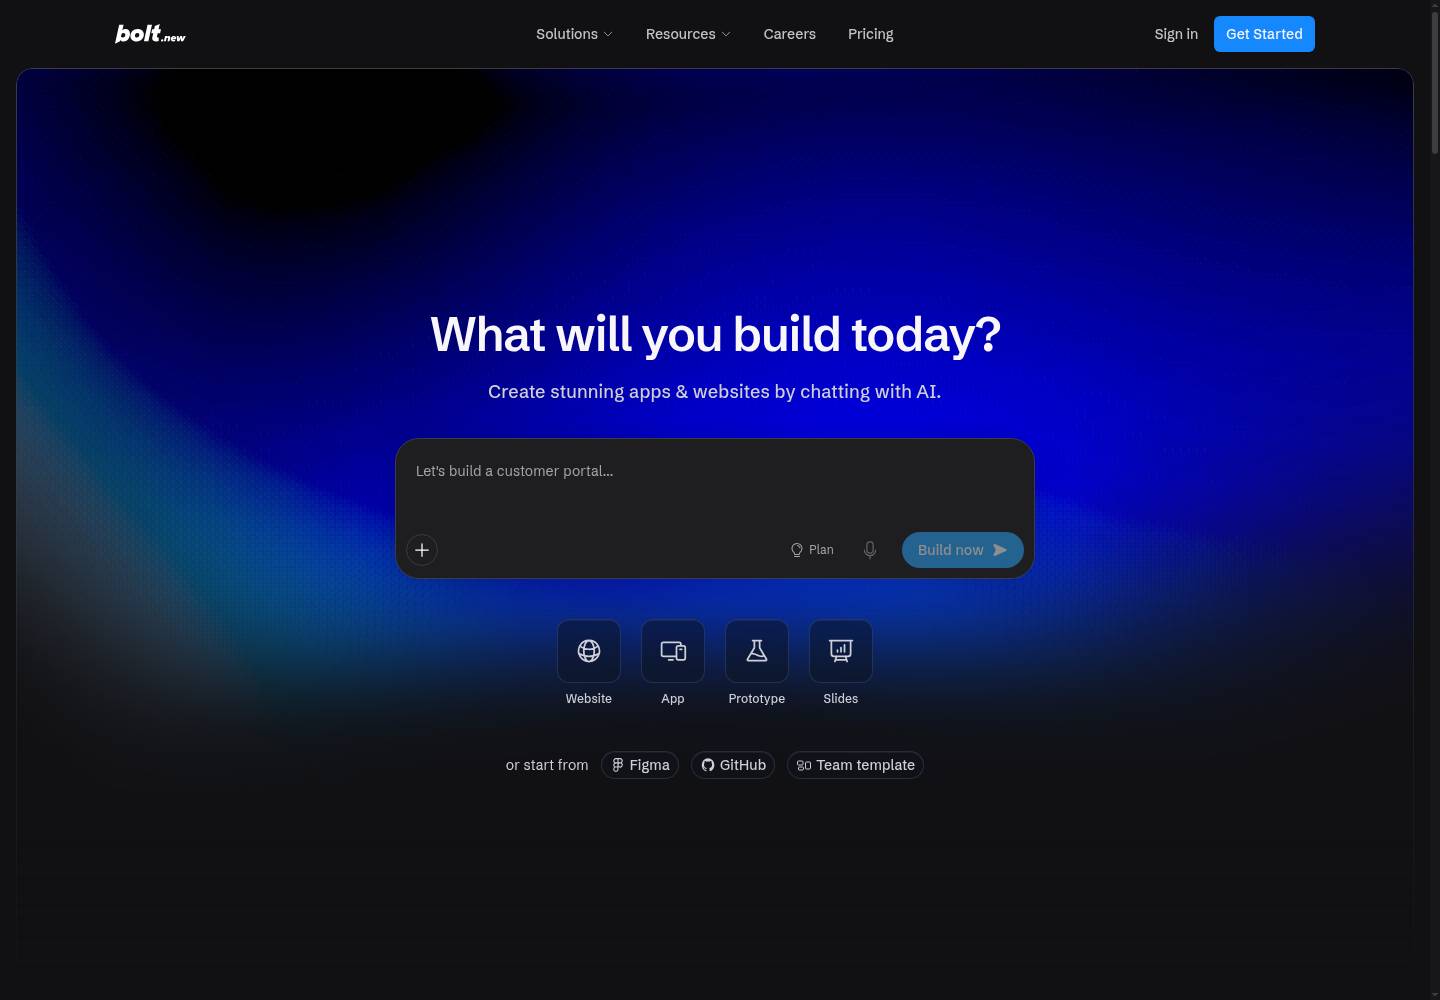 bolt.new
Solutions
Resources
Careers
Pricing
Sign in
Get Started
What will you build today?
Create stunning apps & websites by chatting with AI.
Let's build a customer portal...
Plan
Build now
Website
App
Prototype
Slides
or start from
Figma
GitHub
Team template